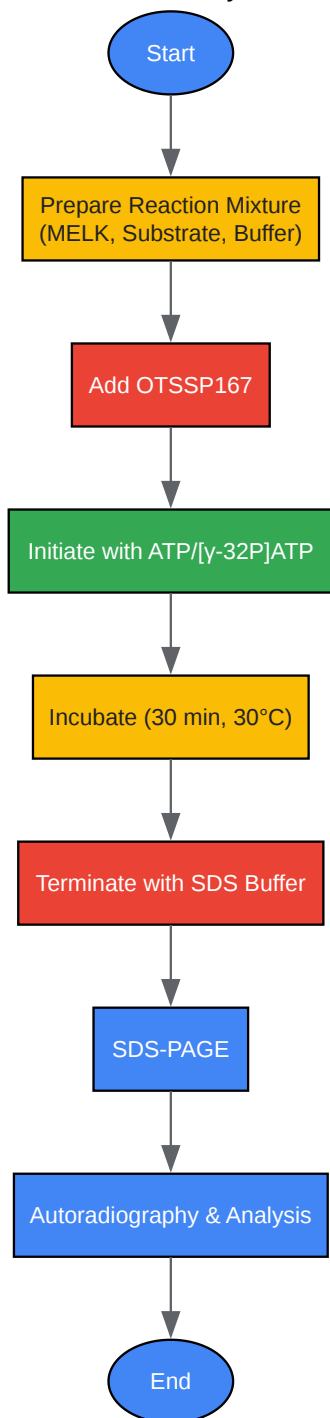 Start
Prepare Reaction Mixture
(MELK, Substrate, Buffer)
Add OTSSP167
Initiate with ATP/[γ-32P]ATP
Incubate (30 min, 30°C)
Terminate with SDS Buffer
SDS-PAGE
Autoradiography & Analysis
End